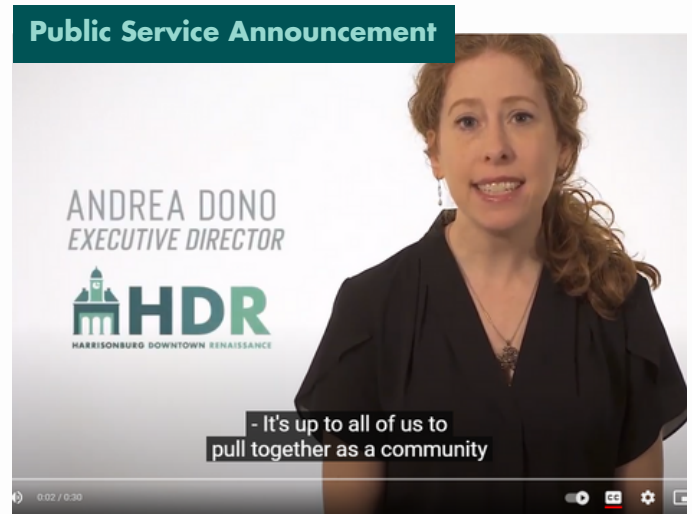 Public Service Announcement
ANDREA DONO
EXECUTIVE DIRECTOR
HDR
HARRISONBURG DOWNTOWN RENAISSANCE
- It's up to all of us to
pull together as a community
0:02 / 0:30
CC